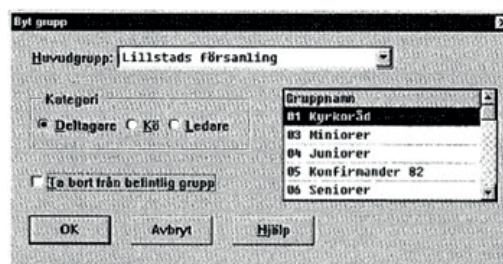 Byt grupp
Huvudgrupp: Lillstads församling
Kategori
Deltagare Kö Ledare
Ta bort från befintlig grupp
Gruppnamn
01 Kyrkoråd
03 Miniorer
04 Juniorer
05 Konfirmander 82
06 Seniorer
OK Avbryt Hjälp